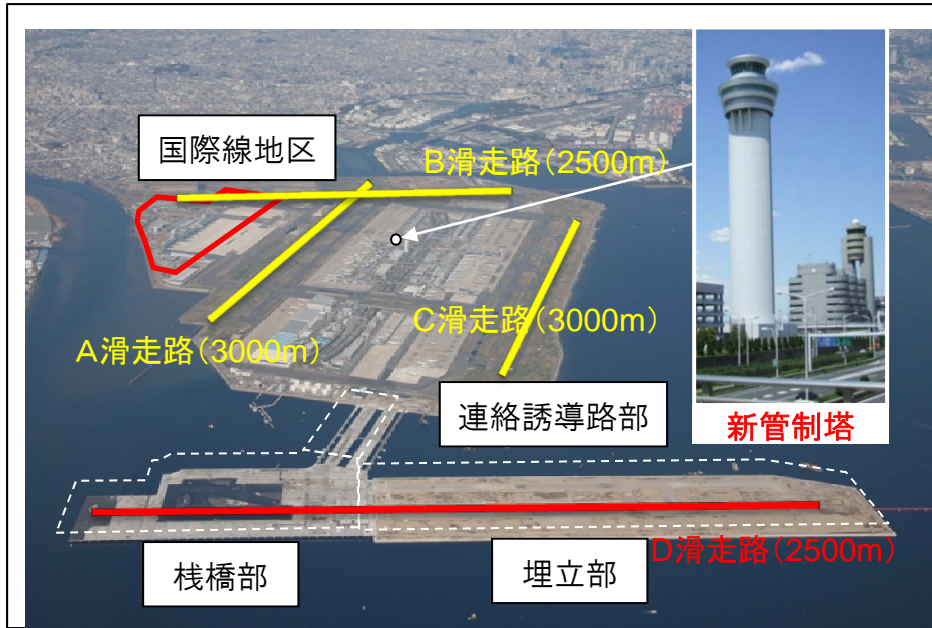 国際線地区
B滑走路(2500m)
A滑走路(3000m)
C滑走路(3000m)
連絡誘導路部
新管制塔
D滑走路(2500m)
桟橋部
埋立部